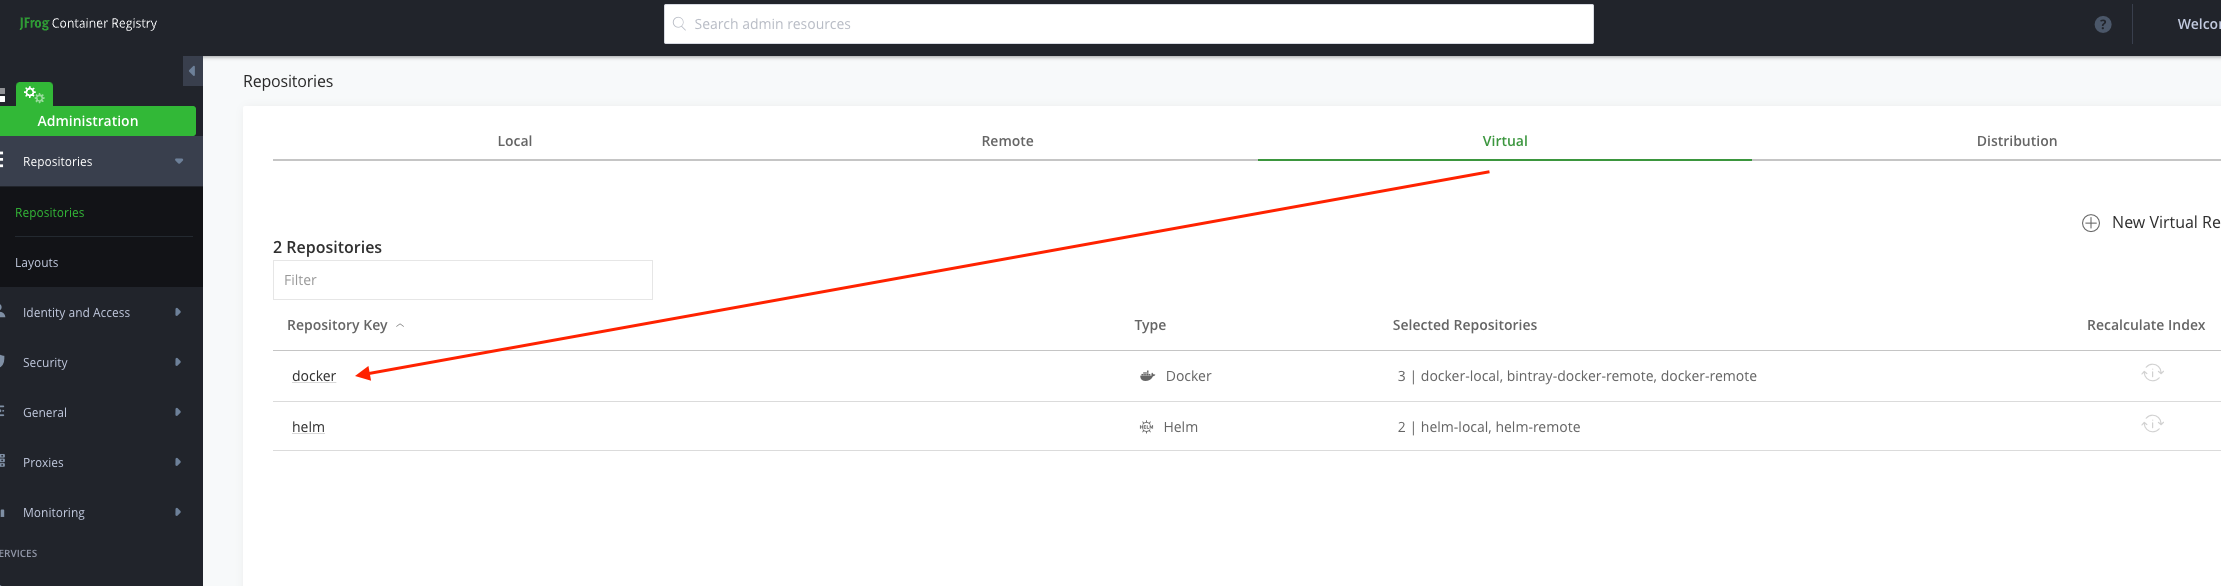 JFrog Container Registry
Search admin resources
?
Welco
Repositories
Administration
Local Remote Virtual Distribution
Repositories
Repositories
New Virtual Re
2 Repositories
Layouts
Filter
Identity and Access
Repository Key Type Selected Repositories Recalculate Index
Security
docker Docker 3 | docker-local, bintray-docker-remote, docker-remote
General
helm HELM Helm 2 | helm-local, helm-remote
Proxies
Monitoring
ERVICES